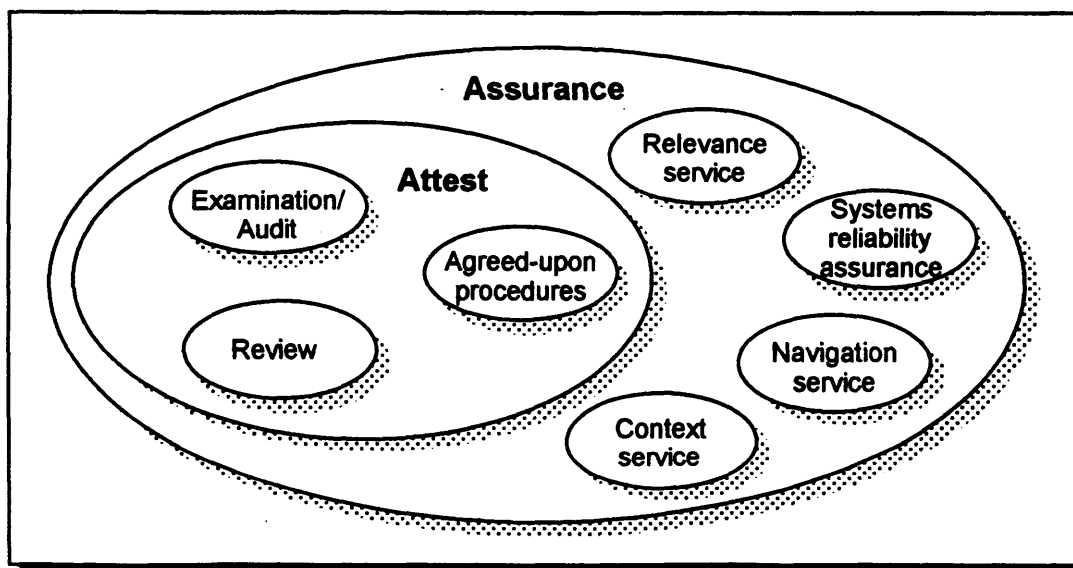 Assurance
Attest
Examination/
Audit
Agreed-upon
procedures
Review
Relevance
service
Systems
reliability
assurance
Navigation
service
Context
service